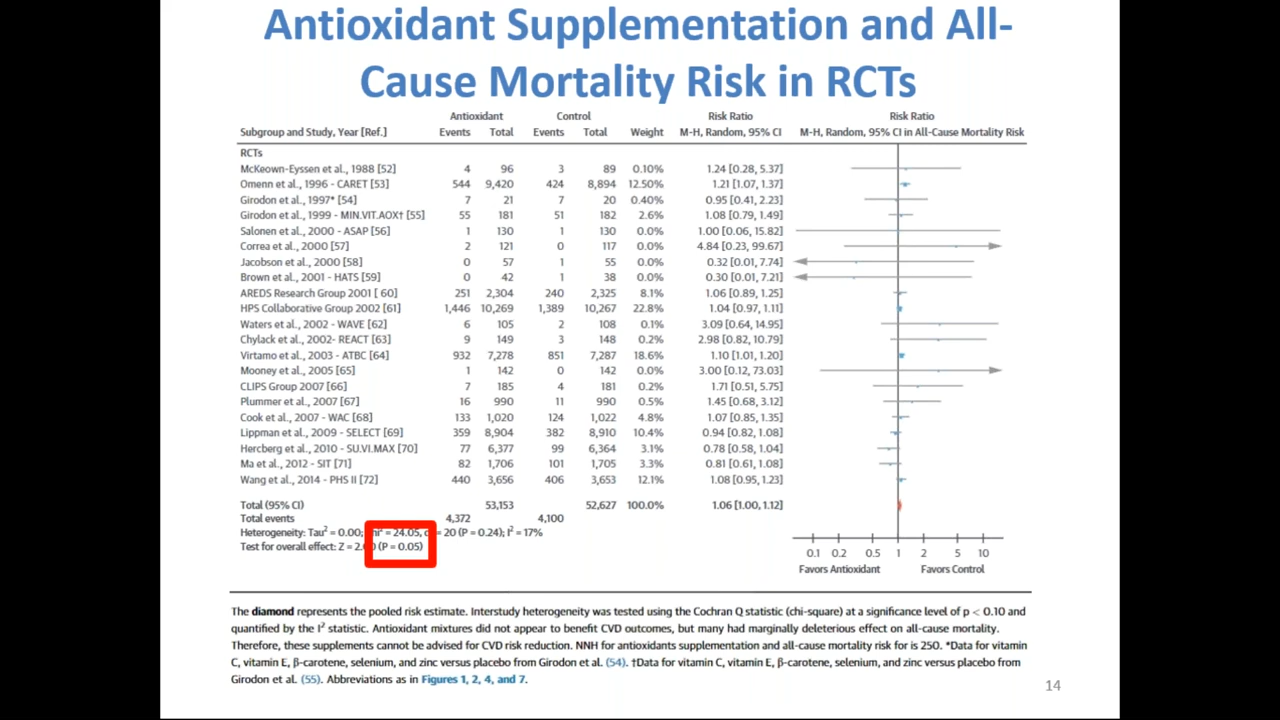 Antioxidant Supplementation and All-
Cause Mortality Risk in RCTs
Antioxidant Control Risk Ratio Risk Ratio
Subgroup and Study, Year [Ref.] Events Total Events Total Weight M-H, Random, 95% CI M-H, Random, 95% CI in All-Cause Mortality Risk
RCTs
McKeown-Eyssen et al., 1988 [52] 4 96 3 89 0.10% 1.24 [0.28, 5.37]
Omenn et al., 1996 - CARET [53] 544 9,420 424 8,894 12.50% 1.21 [1.07, 1.37]
Girodon et al., 1997* [54] 7 21 7 20 0.40% 0.95 [0.41, 2.23]
Girodon et al., 1999 - MIN.VIT.AOX† [55] 55 181 51 182 2.6% 1.08 [0.79, 1.49]
Salonen et al., 2000 - ASAP [56] 1 130 1 130 0.0% 1.00 [0.06, 15.82]
Correa et al., 2000 [57] 2 121 0 117 0.0% 4.84 [0.23, 99.67]
Jacobson et al., 2000 [58] 0 57 1 55 0.0% 0.32 [0.01, 7.74]
Brown et al., 2001 - HATS [59] 0 42 1 38 0.0% 0.30 [0.01, 7.21]
AREDS Research Group 2001 [ 60] 251 2,304 240 2,325 8.1% 1.06 [0.89, 1.25]
HPS Collaborative Group 2002 [61] 1,446 10,269 1,389 10,267 22.8% 1.04 [0.97, 1.11]
Waters et al., 2002 - WAVE [62] 6 105 2 108 0.1% 3.09 [0.64, 14.95]
Chylack et al., 2002- REACT [63] 9 149 3 148 0.2% 2.98 [0.82, 10.79]
Virtamo et al., 2003 - ATBC [64] 932 7,278 851 7,287 18.6% 1.10 [1.01, 1.20]
Mooney et al., 2005 [65] 1 142 0 142 0.0% 3.00 [0.12, 73.03]
CLIPS Group 2007 [66] 7 185 4 181 0.2% 1.71 [0.51, 5.75]
Plummer et al., 2007 [67] 16 990 11 990 0.5% 1.45 [0.68, 3.12]
Cook et al., 2007 - WAC [68] 133 1,020 124 1,022 4.8% 1.07 [0.85, 1.35]
Lippman et al., 2009 - SELECT [69] 359 8,904 382 8,910 10.4% 0.94 [0.82, 1.08]
Hercberg et al., 2010 - SU.VI.MAX [70] 77 6,377 99 6,364 3.1% 0.78 [0.58, 1.04]
Ma et al., 2012 - SIT [71] 82 1,706 101 1,705 3.3% 0.81 [0.61, 1.08]
Wang et al., 2014 - PHS II [72] 440 3,656 406 3,653 12.1% 1.08 [0.95, 1.23]
Total (95% CI) 53,153 52,627 100.0% 1.06 [1.00, 1.12]
Total events 4,372 4,100
Heterogeneity: Tau² = 0.00; = 24.05, = 20 (P = 0.24); I² = 17%
Test for overall effect: Z = 2. (P = 0.05)
0.1 0.2 0.5 1 2 5 10
Favors Antioxidant Favors Control
The diamond represents the pooled risk estimate. Interstudy heterogeneity was tested using the Cochran Q statistic (chi-square) at a significance level of p < 0.10 and
quantified by the I² statistic. Antioxidant mixtures did not appear to benefit CVD outcomes, but many had marginally deleterious effect on all-cause mortality.
Therefore, these supplements cannot be advised for CVD risk reduction. NNH for antioxidants supplementation and all-cause mortality risk for is 250. *Data for vitamin
C, vitamin E, β-carotene, selenium, and zinc versus placebo from Girodon et al. (54). †Data for vitamin C, vitamin E, β-carotene, selenium, and zinc versus placebo from
Girodon et al. (55). Abbreviations as in Figures 1, 2, 4, and 7.
14